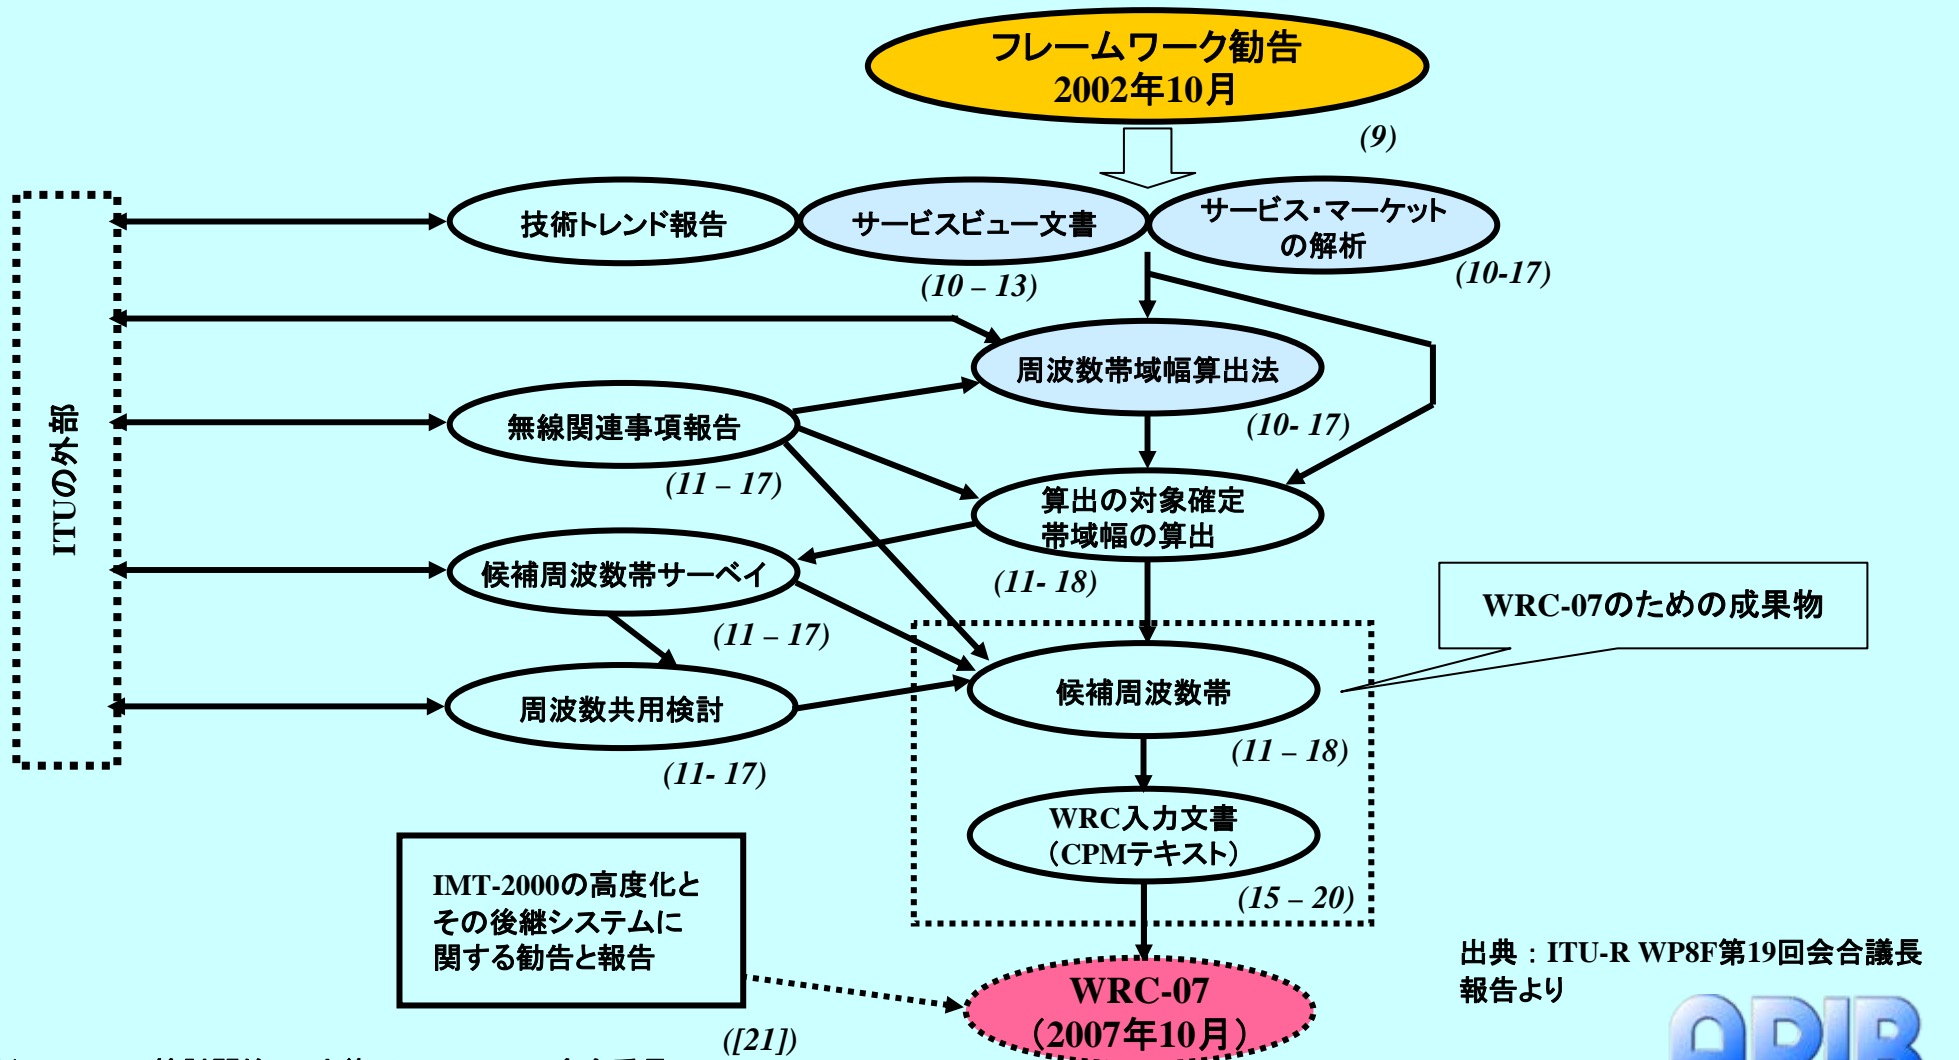 フレームワーク勧告
2002年10月
(9)
技術トレンド報告
サービスビュー文書
サービス・マーケット
の解析
(10 – 13)
(10-17)
周波数帯域幅算出法
(10- 17)
ITUの外部
無線関連事項報告
(11 – 17)
算出の対象確定
帯域幅の算出
(11- 18)
候補周波数帯サーベイ
(11 – 17)
WRC-07のための成果物
候補周波数帯
(11 – 18)
周波数共用検討
(11- 17)
WRC入力文書
（CPMテキスト）
(15 – 20)
IMT-2000の高度化と
その後継システムに
関する勧告と報告
([21])
WRC-07
（2007年10月）
出典：ITU-R WP8F第19回会合議長
報告より
ARIB